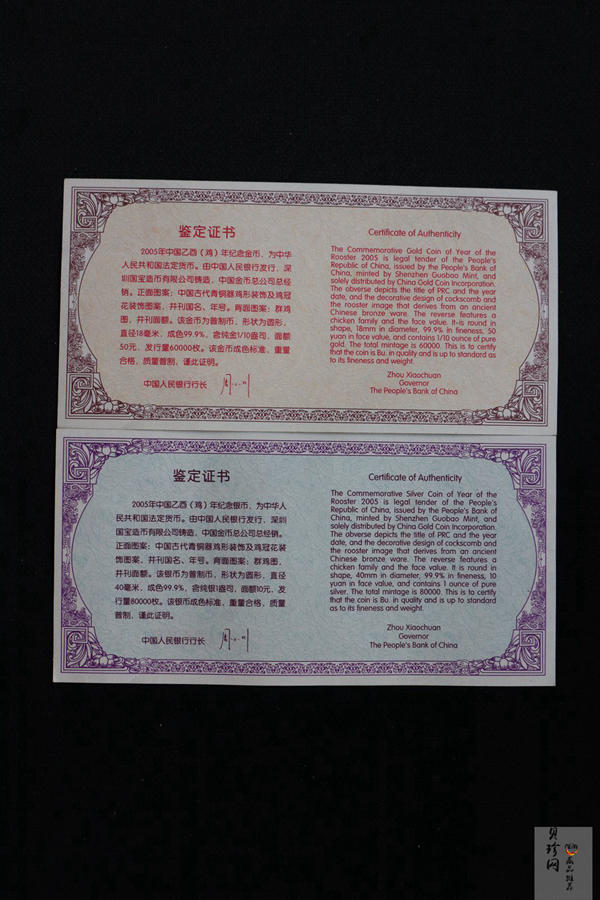 鉴定证书
2005年中国乙酉（鸡）年纪念金币，为中华
人民共和国法定货币。由中国人民银行发行，深
圳国宝造币有限公司铸造，中国金币总公司总经
销。正面图案：中国古代青铜器鸡形装饰及鸡冠
花装饰图案，并刊国名、年号。背面图案：群鸡
图，并刊面额。该金币为普制币，形状为圆形，
直径18毫米，成色99.9%，含纯金1/10盎司，面额
50元，发行量60000枚。该金币成色标准，重量
合格，质量普制，谨此证明。
中国人民银行行长
Certificate of Authenticity
The Commemorative Gold Coin of Year of the
Rooster 2005 is legal tender of the People's
Republic of China, issued by the People's Bank of
China, minted by Shenzhen Guobao Mint, and
solely distributed by China Gold Coin Incorporation.
The obverse depicts the title of PRC and the year
date, and the decorative design of cockscomb and
the rooster image that derives from an ancient
Chinese bronze ware. The reverse features a
chicken family and the face value. It is round in
shape, 18mm in diameter, 99.9% in fineness, 50
yuan in face value, and contains 1/10 ounce of pure
gold. The total mintage is 60000. This is to certify
that the coin is Bu. in quality and is up to standard as
to its fineness and weight.
Zhou Xiaochuan
Governor
The People's Bank of China
鉴定证书
2005年中国乙酉（鸡）年纪念银币，为中华人
民共和国法定货币。由中国人民银行发行，深圳
国宝造币有限公司铸造，中国金币总公司总经销。
正面图案：中国古代青铜器鸡形装饰及鸡冠花装
饰图案，并刊国名、年号。背面图案：群鸡图，
并刊面额。该银币为普制币，形状为圆形，直径
40毫米，成色99.9%，含纯银1盎司，面额10元，发
行量80000枚。该银币成色标准，重量合格，质量
普制，谨此证明。
中国人民银行行长
Certificate of Authenticity
The Commemorative Silver Coin of Year of the
Rooster 2005 is legal tender of the People's
Republic of China, issued by the People's Bank of
China, minted by Shenzhen Guobao Mint, and
solely distributed by China Gold Coin Incorporation.
The obverse depicts the title of PRC and the year
date, and the decorative design of cockscomb and
the rooster image that derives from an ancient
Chinese bronze ware. The reverse features a
chicken family and the face value. It is round in
shape, 40mm in diameter, 99.9% in fineness, 10
yuan in face value, and contains 1 ounce of pure
silver. The total mintage is 80000. This is to certify
that the coin is Bu. in quality and is up to standard
as to its fineness and weight.
Zhou Xiaochuan
Governor
The People's Bank of China
贝珍网
藏品推荐